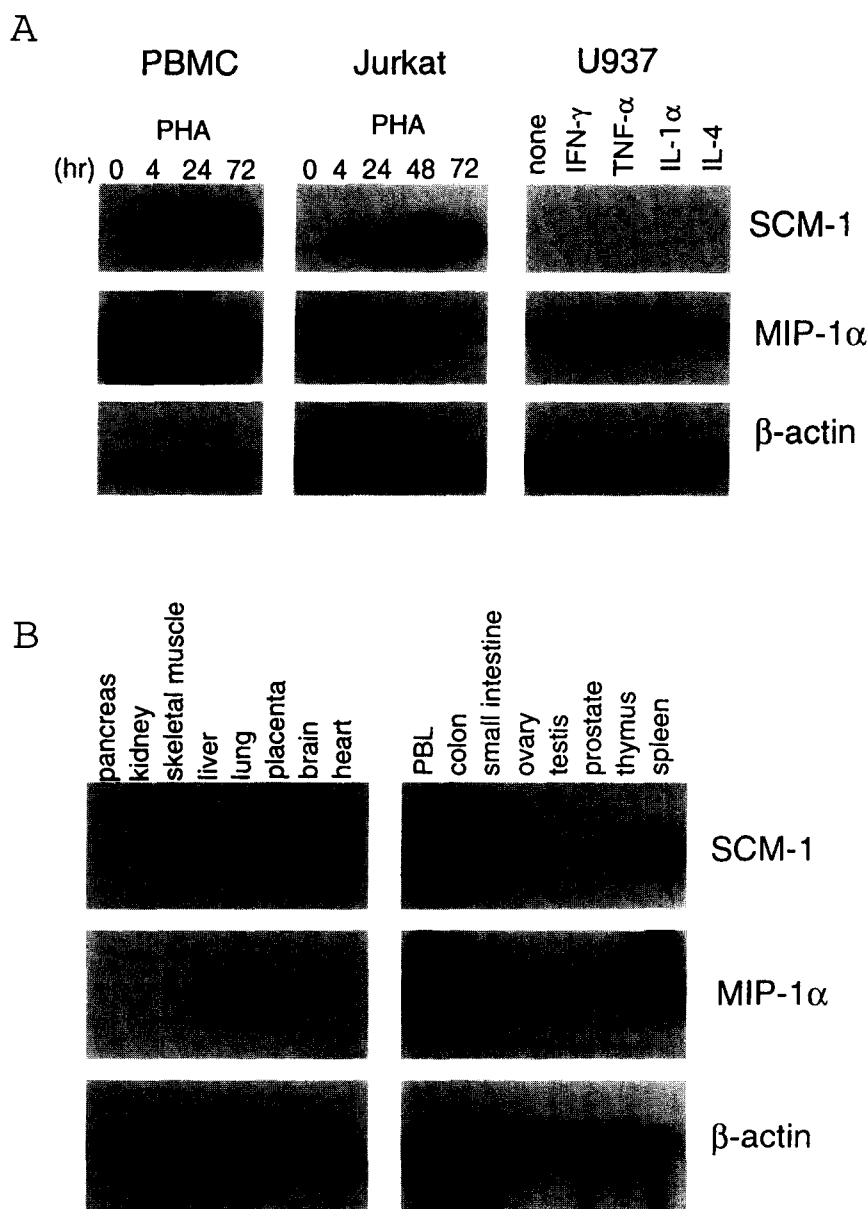 A
PBMC Jurkat U937
PHA PHA
none IFN-γ TNF-α IL-1α IL-4
(hr) 0 4 24 72 0 4 24 48 72
SCM-1
MIP-1α
β-actin
B
pancreas kidney skeletal muscle liver lung placenta brain heart PBL colon small intestine ovary testis prostate thymus spleen
SCM-1
MIP-1α
β-actin